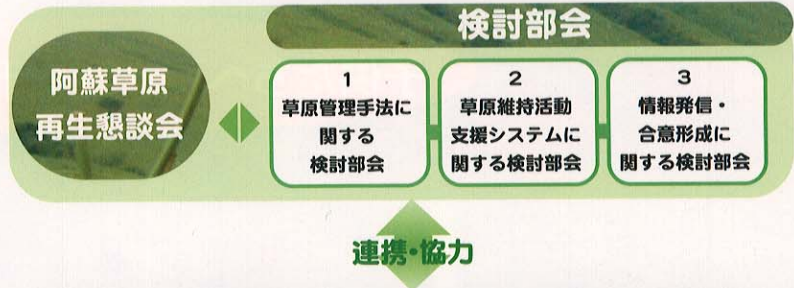 阿蘇草原
再生懇談会
検討部会
1
草原管理手法に
関する
検討部会
2
草原維持活動
支援システムに
関する検討部会
3
情報発信・
合意形成に
関する検討部会
連携・協力